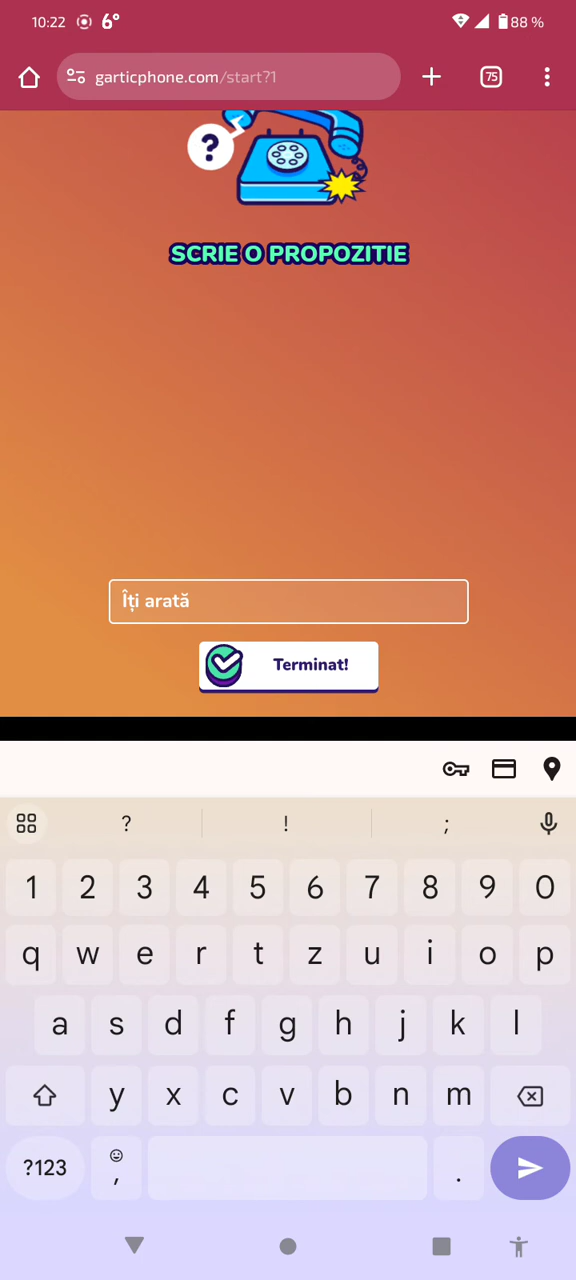 10:22 6° 88 %
garticphone.com/start?1 75
?
SCRIE O PROPOZITIE
Îți arată
Terminat!
? ! ;
1 2 3 4 5 6 7 8 9 0
q w e r t z u i o p
a s d f g h j k l
y x c v b n m
?123 , .